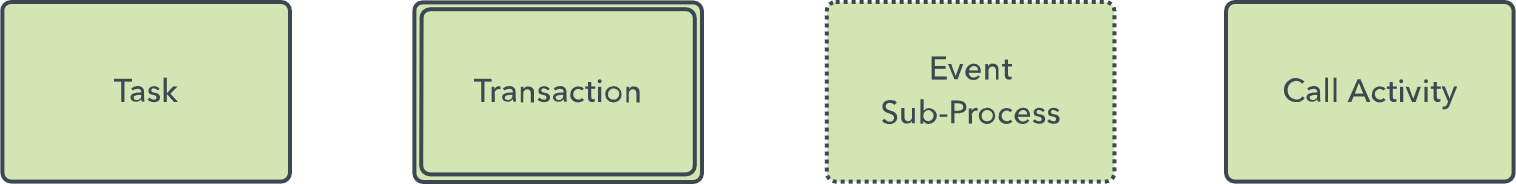 Task
Transaction
Event
Sub-Process
Call Activity